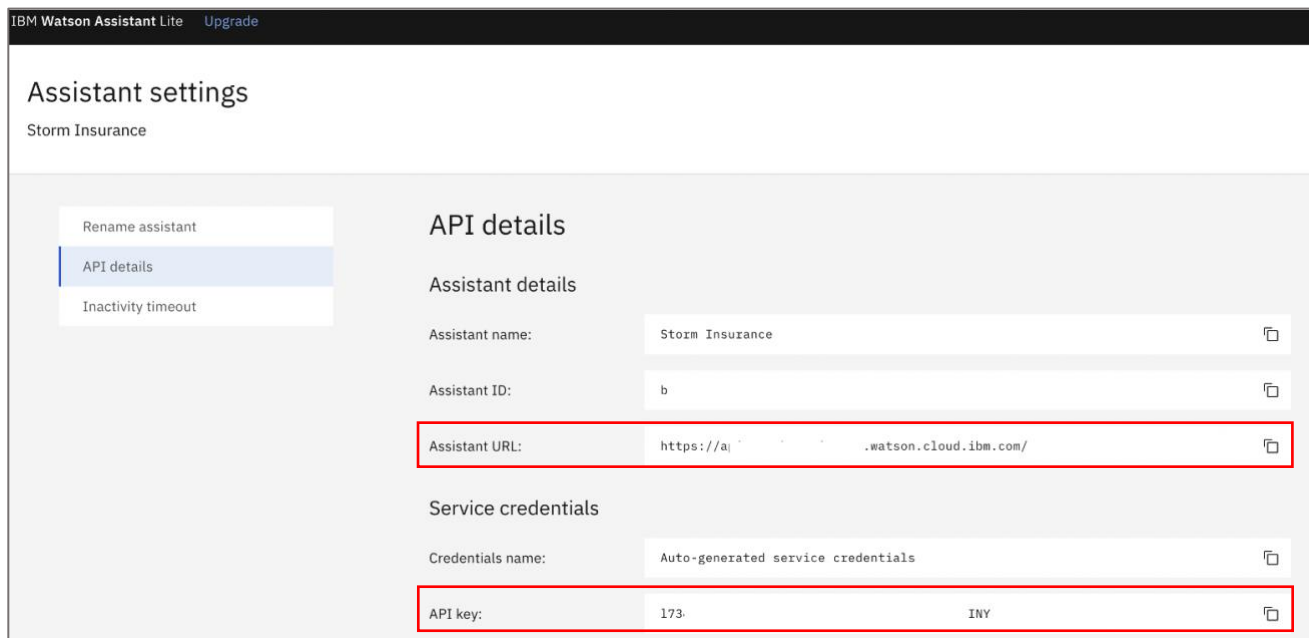 IBM Watson Assistant Lite Upgrade
Assistant settings
Storm Insurance
Rename assistant
API details
Inactivity timeout
API details
Assistant details
Assistant name: Storm Insurance
Assistant ID: b
Assistant URL: https://a .watson.cloud.ibm.com/
Service credentials
Credentials name: Auto-generated service credentials
API key: l73 INY